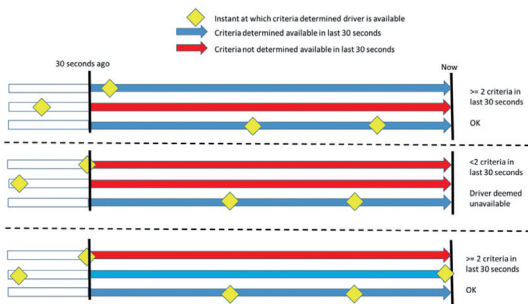 Instant at which criteria determined driver is available
Criteria determined available in last 30 seconds
Criteria not determined available in last 30 seconds
30 seconds ago
Now
>= 2 criteria in
last 30 seconds
OK
<2 criteria in
last 30 seconds
Driver deemed
unavailable
>= 2 criteria in
last 30 seconds
OK